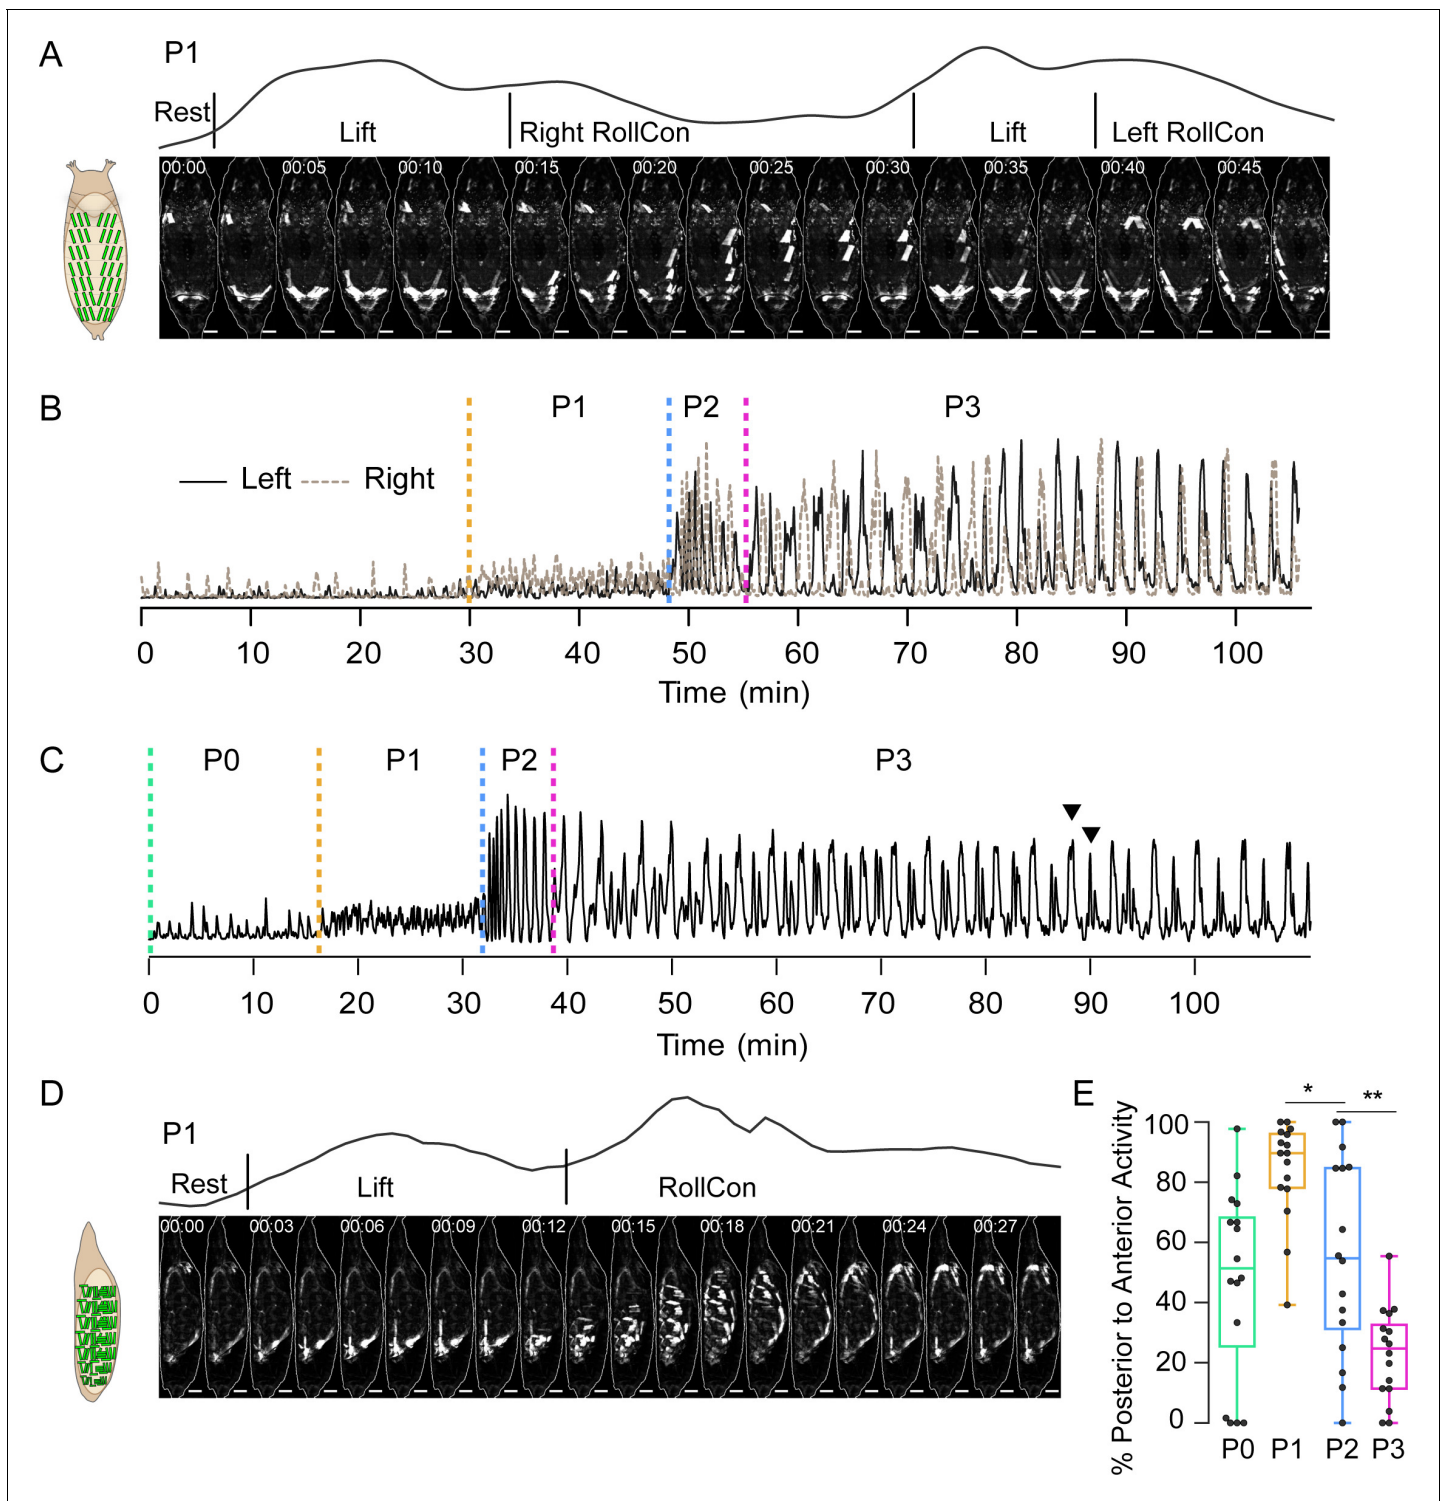 A
P1
Rest
Lift
Right RollCon
Lift
Left RollCon
00:00 00:05 00:10 00:15 00:20 00:25 00:30 00:35 00:40 00:45
B
P1 P2 P3
Left Right
0 10 20 30 40 50 60 70 80 90 100
Time (min)
C
P0 P1 P2 P3
0 10 20 30 40 50 60 70 80 90 100
Time (min)
D
P1
Rest
Lift
RollCon
00:00 00:03 00:06 00:09 00:12 00:15 00:18 00:21 00:24 00:27
E
* **
% Posterior to Anterior Activity
100
80
60
40
20
0
P0 P1 P2 P3